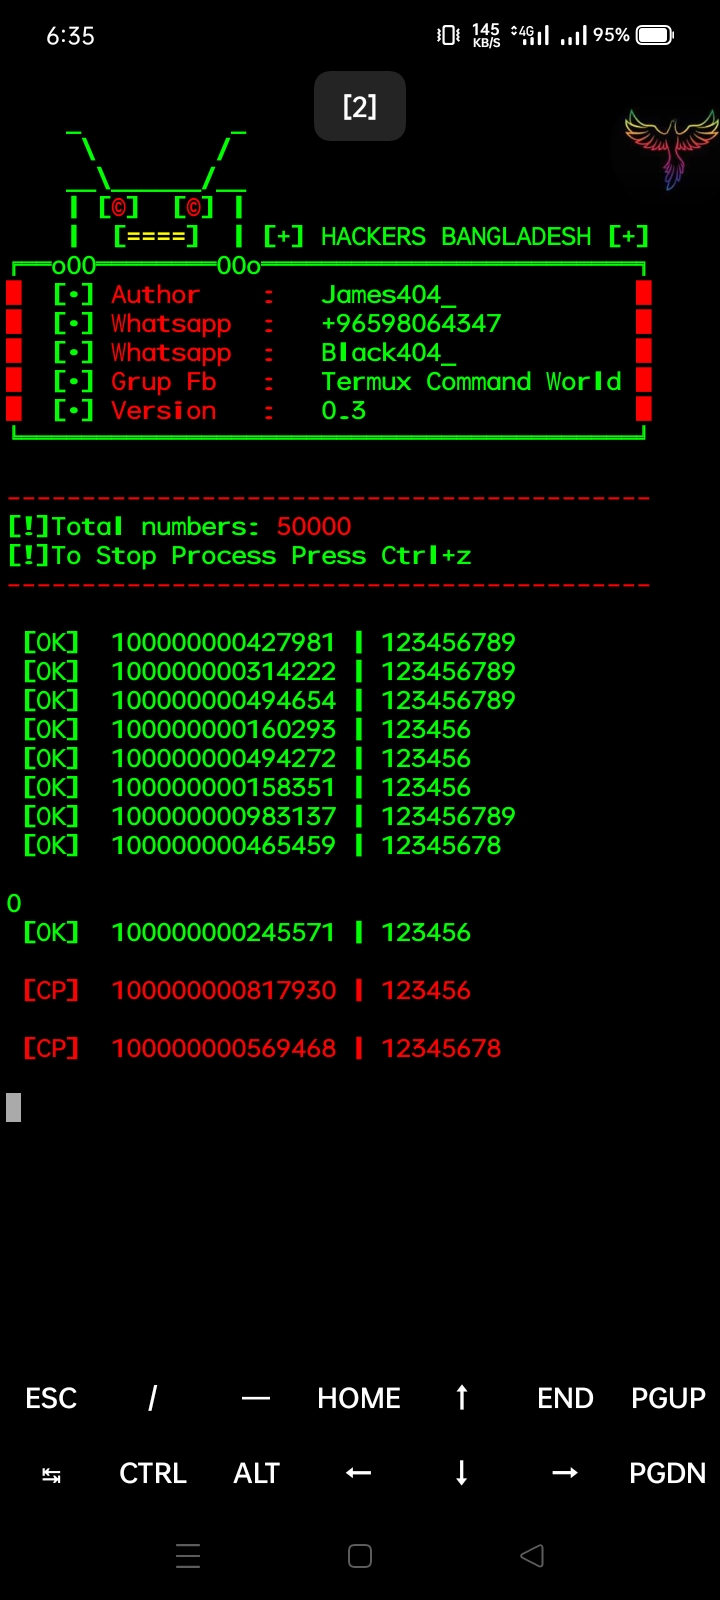 6:35
145 KB/S 4G 95%
[2]
[©] [©]
[====] [+] HACKERS BANGLADESH [+]
oOO OOo
[•] Author : James404_
[•] Whatsapp : +96598064347
[•] Whatsapp : Black404_
[•] Grup Fb : Termux Command World
[•] Version : 0.3
[!]Total numbers: 50000
[!]To Stop Process Press Ctrl+z
[OK] 100000000427981 | 123456789
[OK] 100000000314222 | 123456789
[OK] 100000000494654 | 123456789
[OK] 100000000160293 | 123456
[OK] 100000000494272 | 123456
[OK] 100000000158351 | 123456
[OK] 100000000983137 | 123456789
[OK] 100000000465459 | 12345678
0
[OK] 100000000245571 | 123456
[CP] 100000000817930 | 123456
[CP] 100000000569468 | 12345678
ESC / — HOME ↑ END PGUP
↹ CTRL ALT ← ↓ → PGDN